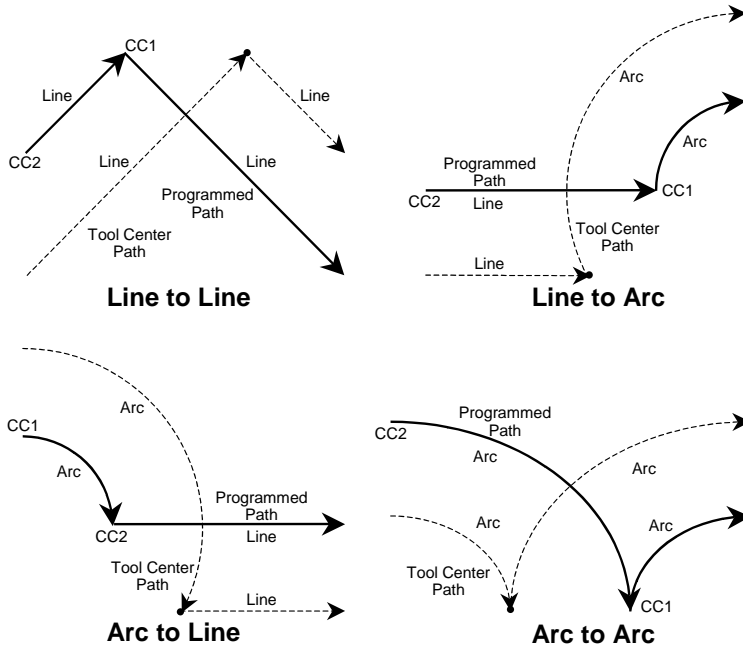 CC1
Line
Line
CC2
Line
Line
Programmed
Path
Tool Center
Path
Line to Line
Arc
Arc
Programmed
Path
CC2
Line
CC1
Tool Center
Path
Line
Line to Arc
Arc
CC1
Arc
Programmed
Path
CC2
Line
Tool Center
Path
Line
Arc to Line
Programmed
Path
CC2
Arc
Arc
Arc
Arc
Tool Center
Path
CC1
Arc to Arc